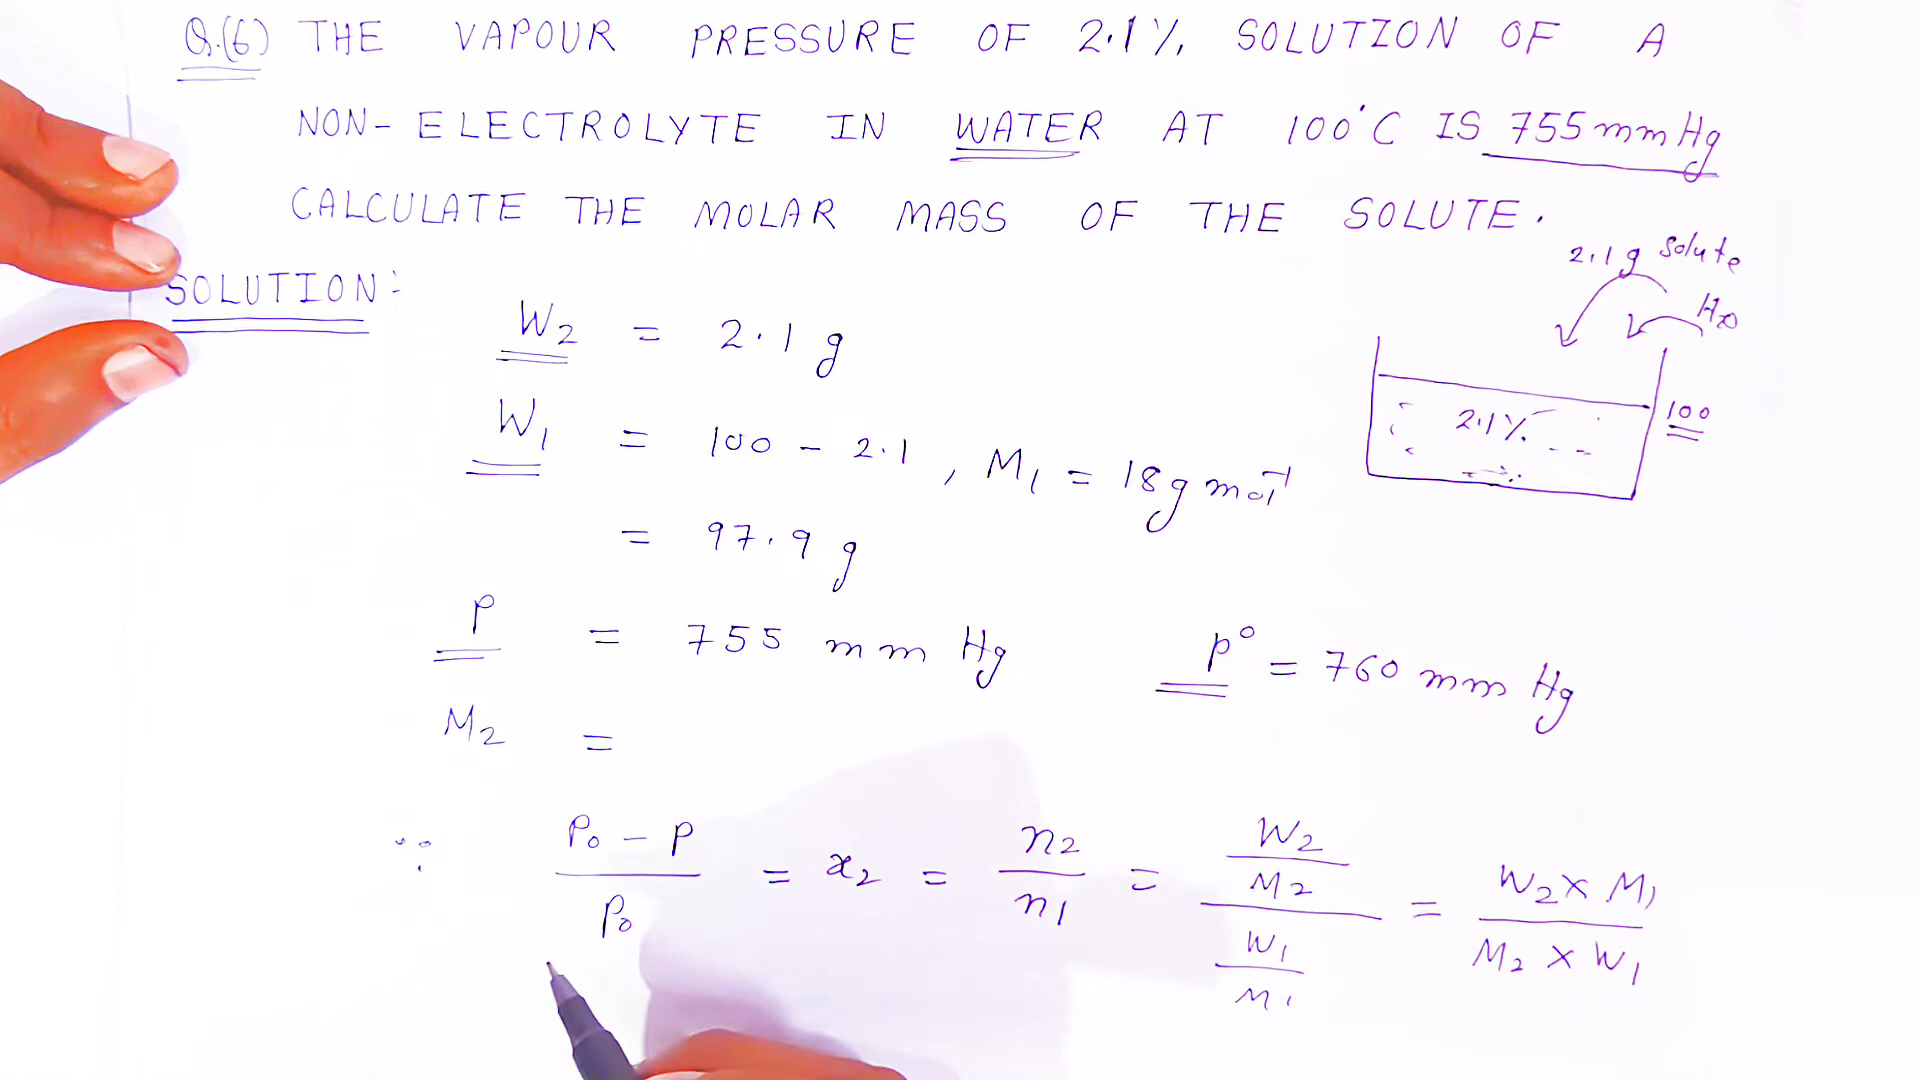 Q.(6) THE VAPOUR PRESSURE OF 2.1% SOLUTION OF A
NON-ELECTROLYTE IN WATER AT 100°C IS 755 mm Hg
CALCULATE THE MOLAR MASS OF THE SOLUTE.
2.1 g solute
H2O
SOLUTION:
W2 = 2.1 g
2.1%
100
W1 = 100 - 2.1, M1 = 18 g mol-1
= 97.9 g
P = 755 mm Hg P° = 760 mm Hg
M2 =
∵ (P0 - P)/P0 = x2 = n2/n1 = (W2/M2)/(W1/M1) = (W2 × M1)/(M2 × W1)